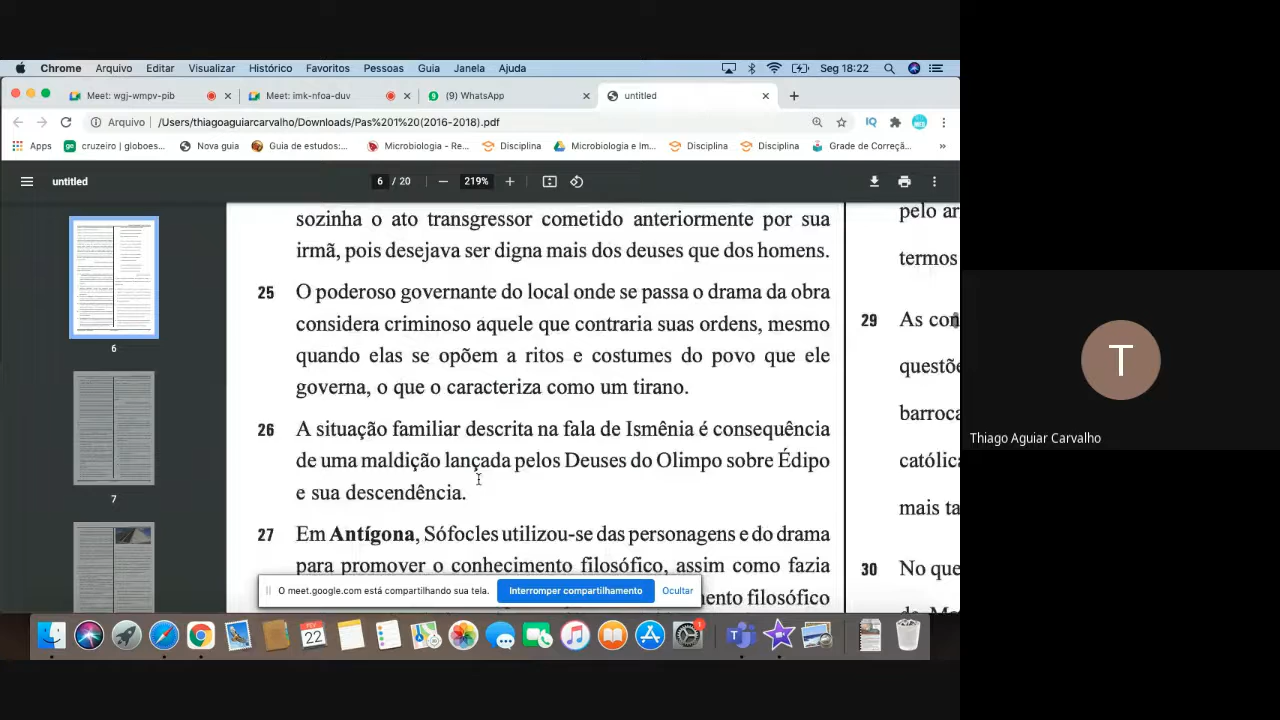 Chrome Arquivo Editar Visualizar Histórico Favoritos Pessoas Guia Janela Ajuda Seg 18:22
Meet: wgj-wmpv-pib Meet: imk-nfoa-duv (9) WhatsApp untitled
Arquivo /Users/thiagoaguiarcarvalho/Downloads/Pas%201%20(2016-2018).pdf
Apps cruzeiro | globoes... Nova guia Guia de estudos:... Microbiologia - Re... Disciplina Microbiologia e Im... Disciplina Disciplina Grade de Correçã... »
untitled 6 / 20 219%
6
7
sozinha o ato transgressor cometido anteriormente por sua
irmã, pois desejava ser digna mais dos deuses que dos homens.
25 O poderoso governante do local onde se passa o drama da obra
considera criminoso aquele que contraria suas ordens, mesmo
quando elas se opõem a ritos e costumes do povo que ele
governa, o que o caracteriza como um tirano.
26 A situação familiar descrita na fala de Ismênia é consequência
de uma maldição lançada pelos Deuses do Olimpo sobre Édipo
e sua descendência.
27 Em Antígona, Sófocles utilizou-se das personagens e do drama
para promover o conhecimento filosófico, assim como fazia
nento filosófico
pelo ar
termos
29 As con
questõe
barroca
católica
mais ta
30 No que
O meet.google.com está compartilhando sua tela. Interromper compartilhamento Ocultar
FEV
22
1
T
Thiago Aguiar Carvalho